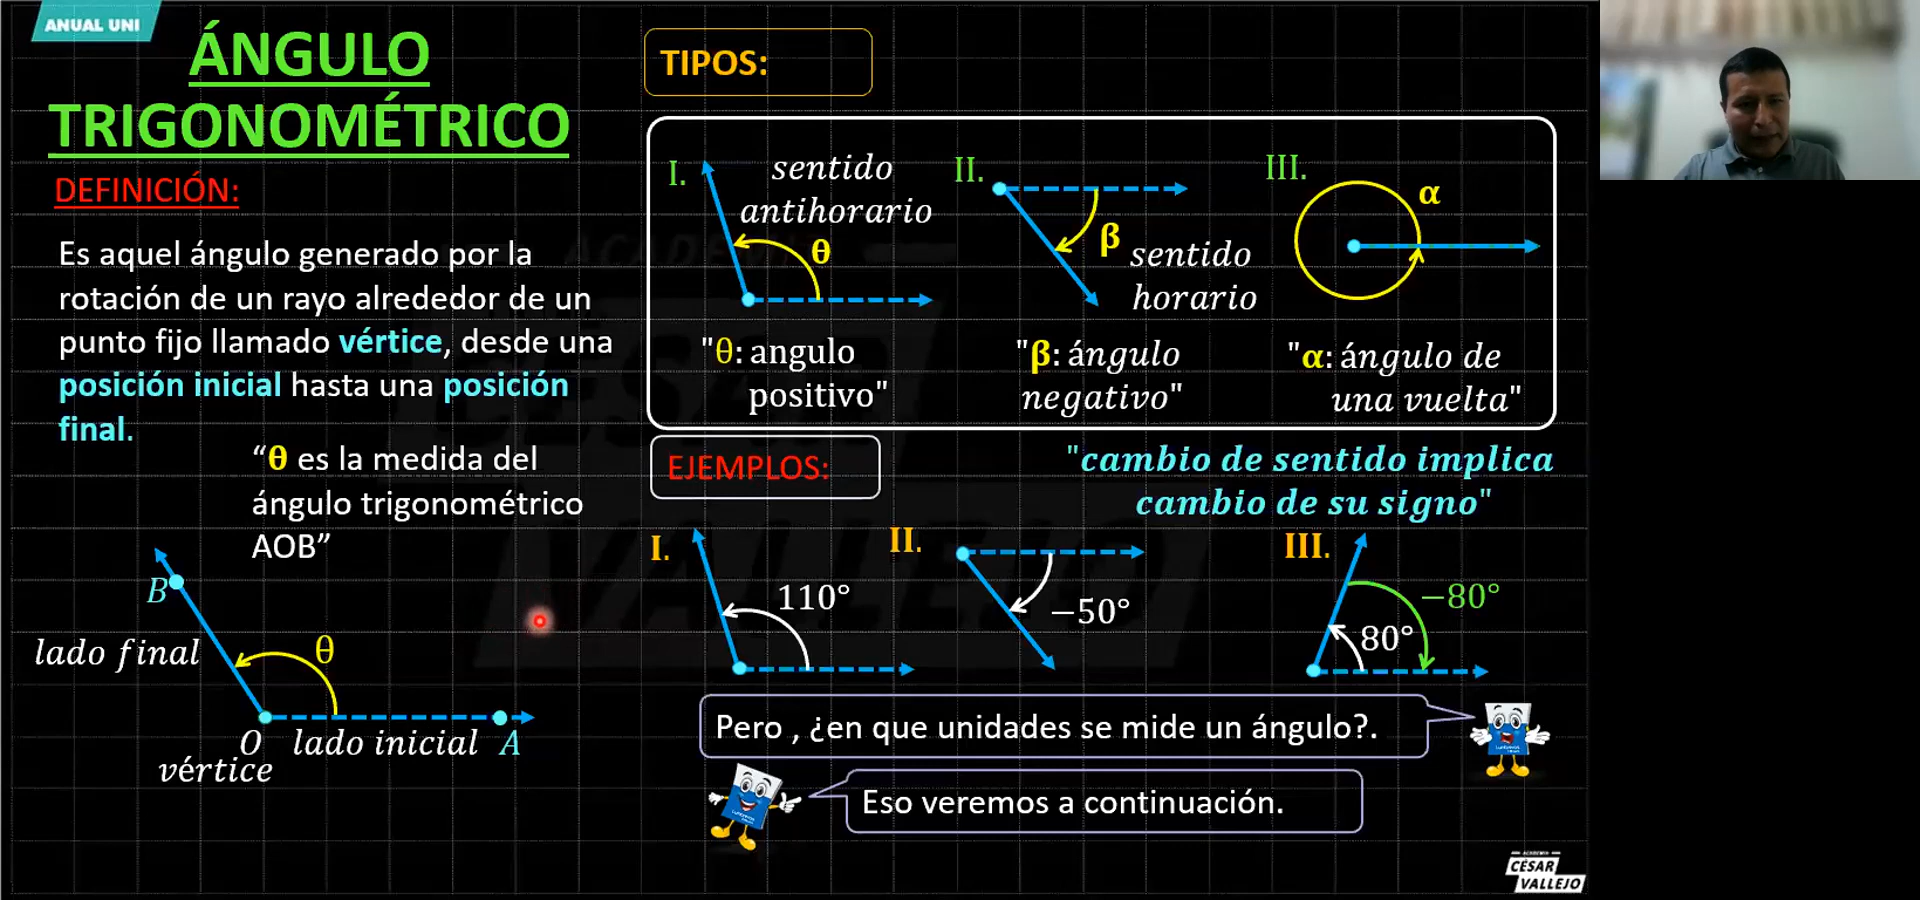 ANUAL UNI
ÁNGULO
TRIGONOMÉTRICO
DEFINICIÓN:
Es aquel ángulo generado por la
rotación de un rayo alrededor de un
punto fijo llamado vértice, desde una
posición inicial hasta una posición
final.
“θ es la medida del
ángulo trigonométrico
AOB”
B
lado final
θ
O lado inicial A
vértice
TIPOS:
I.
sentido
antihorario
θ
"θ: angulo
positivo"
II.
β
sentido
horario
"β: ángulo
negativo"
III.
α
"α: ángulo de
una vuelta"
EJEMPLOS:
"cambio de sentido implica
cambio de su signo"
I.
110°
II.
−50°
III.
−80°
80°
Pero , ¿en que unidades se mide un ángulo?.
Eso veremos a continuación.
ACADEMIA
CÉSAR
VALLEJO